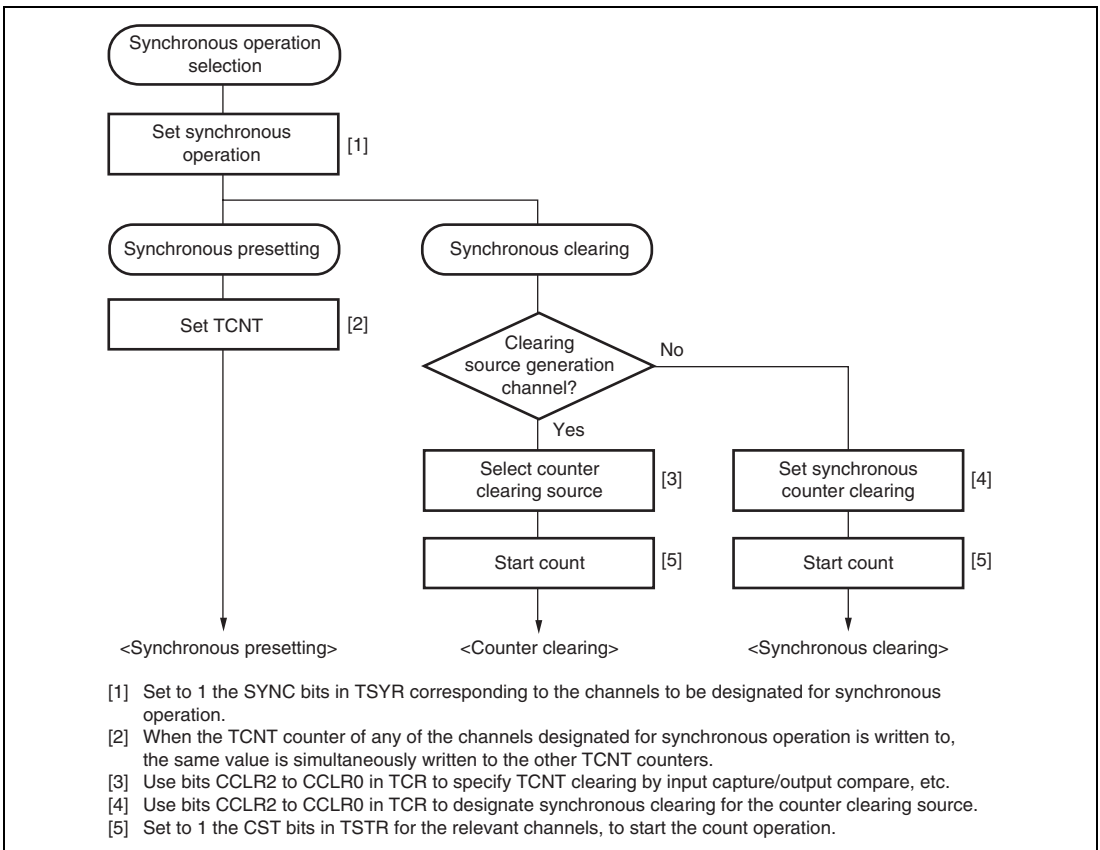 Synchronous operation
selection
Set synchronous
operation
[1]
Synchronous presetting
Synchronous clearing
Set TCNT
[2]
Clearing
source generation
channel?
No
Yes
Select counter
clearing source
[3]
Set synchronous
counter clearing
[4]
Start count
[5]
Start count
[5]
<Synchronous presetting>
<Counter clearing>
<Synchronous clearing>
[1] Set to 1 the SYNC bits in TSYR corresponding to the channels to be designated for synchronous
operation.
[2] When the TCNT counter of any of the channels designated for synchronous operation is written to,
the same value is simultaneously written to the other TCNT counters.
[3] Use bits CCLR2 to CCLR0 in TCR to specify TCNT clearing by input capture/output compare, etc.
[4] Use bits CCLR2 to CCLR0 in TCR to designate synchronous clearing for the counter clearing source.
[5] Set to 1 the CST bits in TSTR for the relevant channels, to start the count operation.